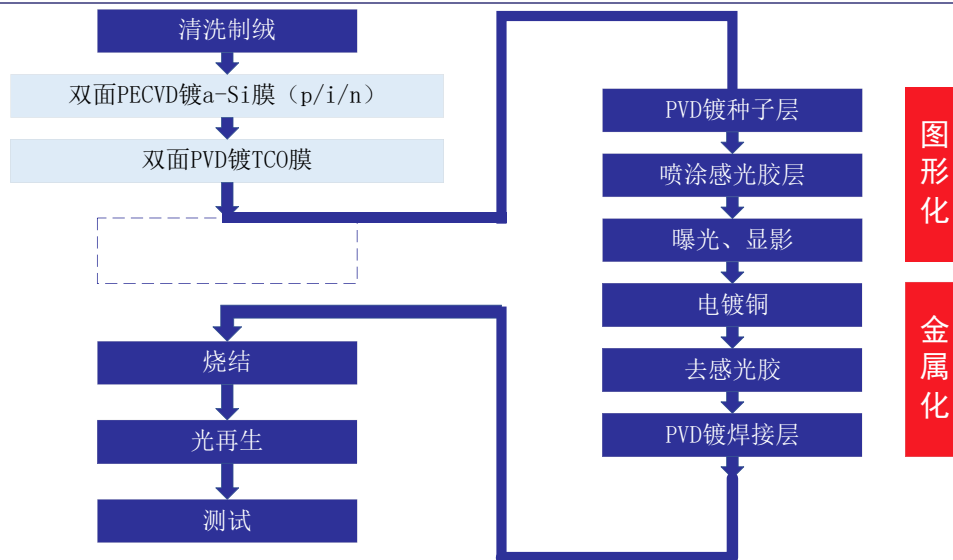 清洗制绒
双面PECVD镀a-Si膜（p/i/n）
双面PVD镀TCO膜
PVD镀种子层
喷涂感光胶层
曝光、显影
电镀铜
去感光胶
PVD镀焊接层
图形化
金属化
烧结
光再生
测试